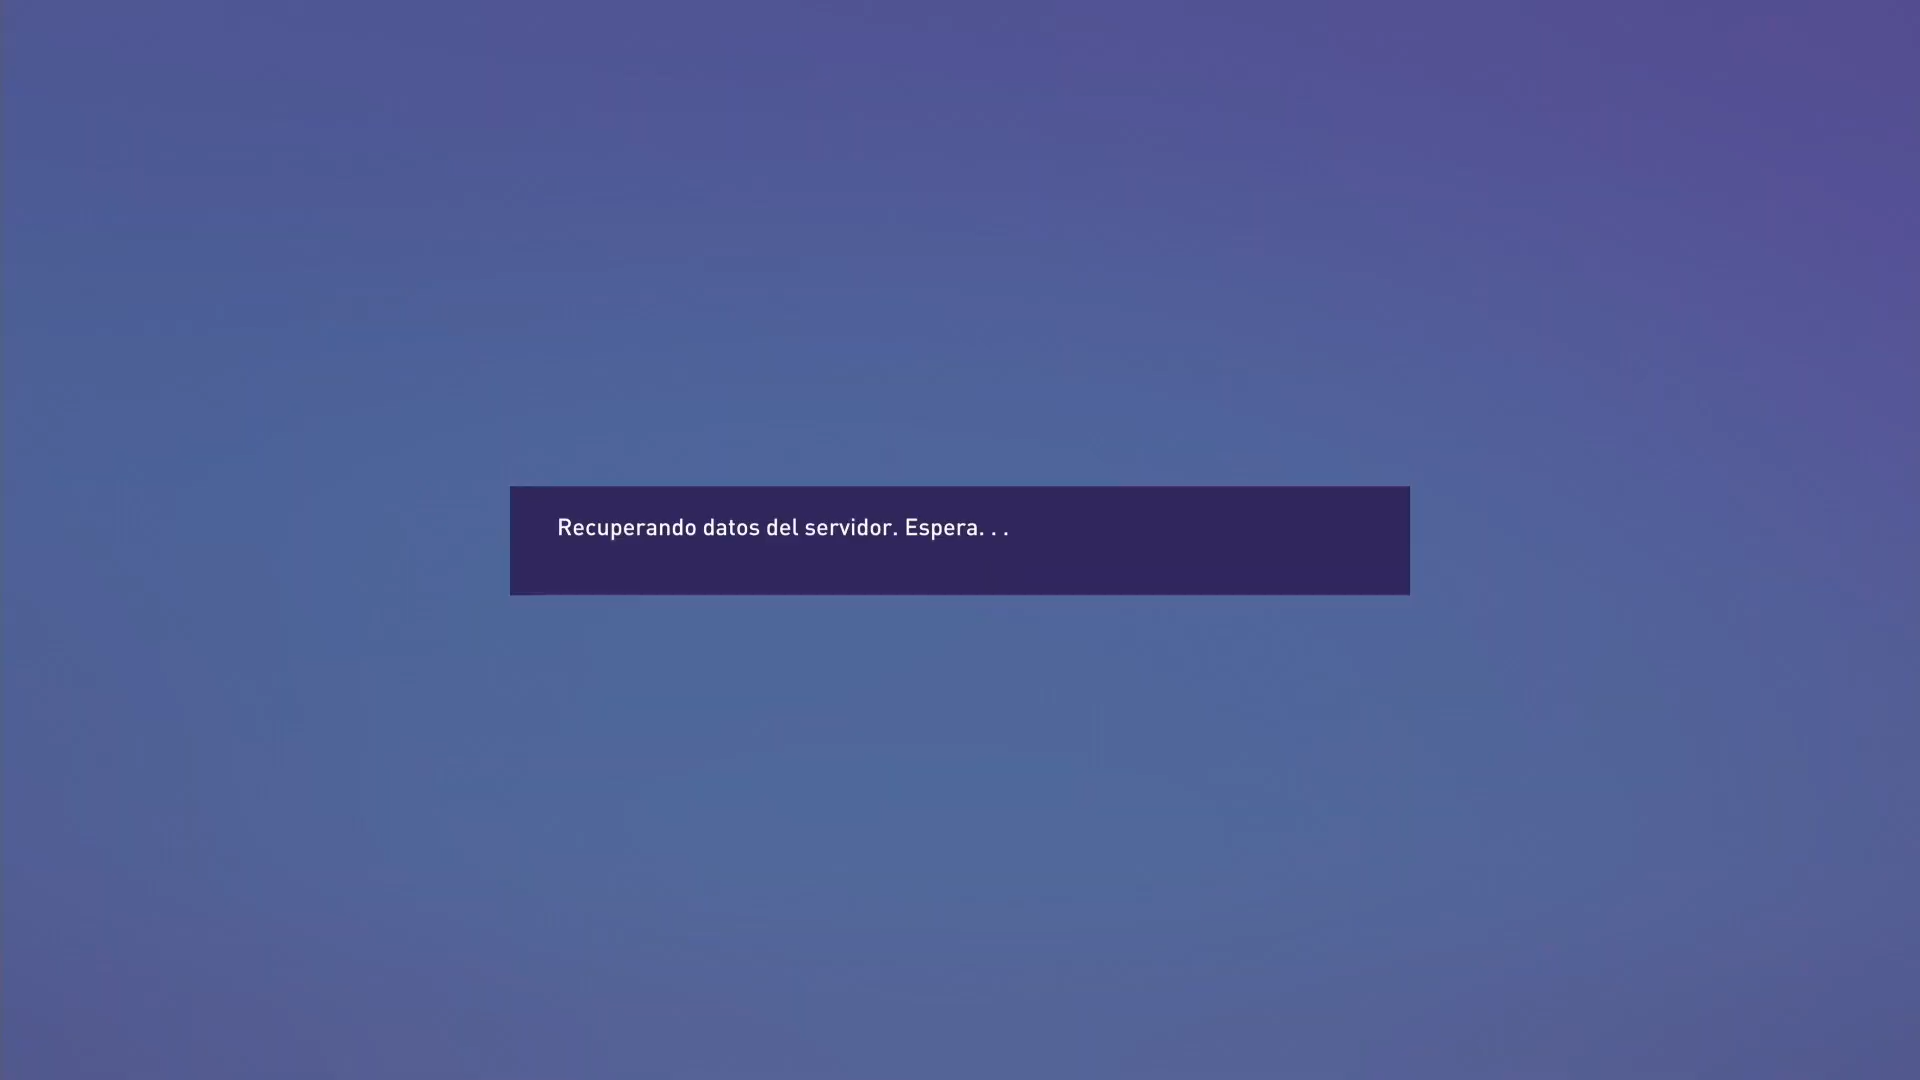 Recuperando datos del servidor. Espera. . .